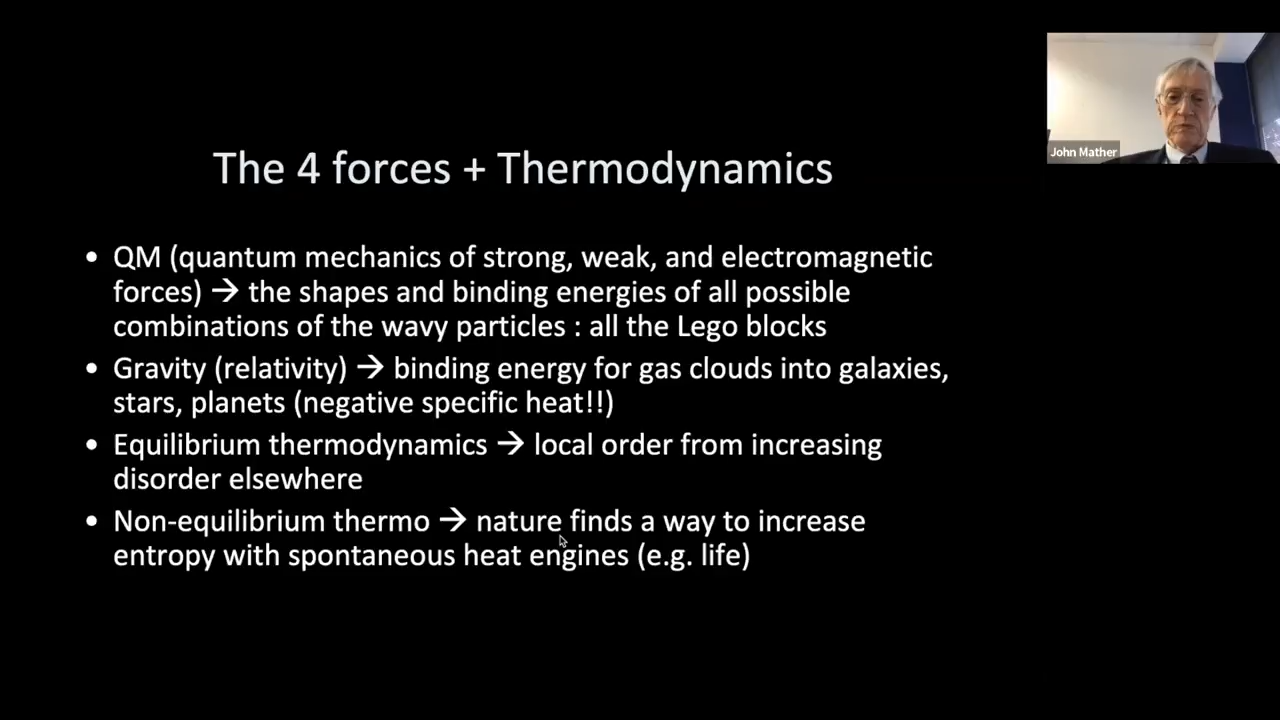 The 4 forces + Thermodynamics
• QM (quantum mechanics of strong, weak, and electromagnetic
forces) → the shapes and binding energies of all possible
combinations of the wavy particles : all the Lego blocks
• Gravity (relativity) → binding energy for gas clouds into galaxies,
stars, planets (negative specific heat!!)
• Equilibrium thermodynamics → local order from increasing
disorder elsewhere
• Non-equilibrium thermo → nature finds a way to increase
entropy with spontaneous heat engines (e.g. life)
John Mather